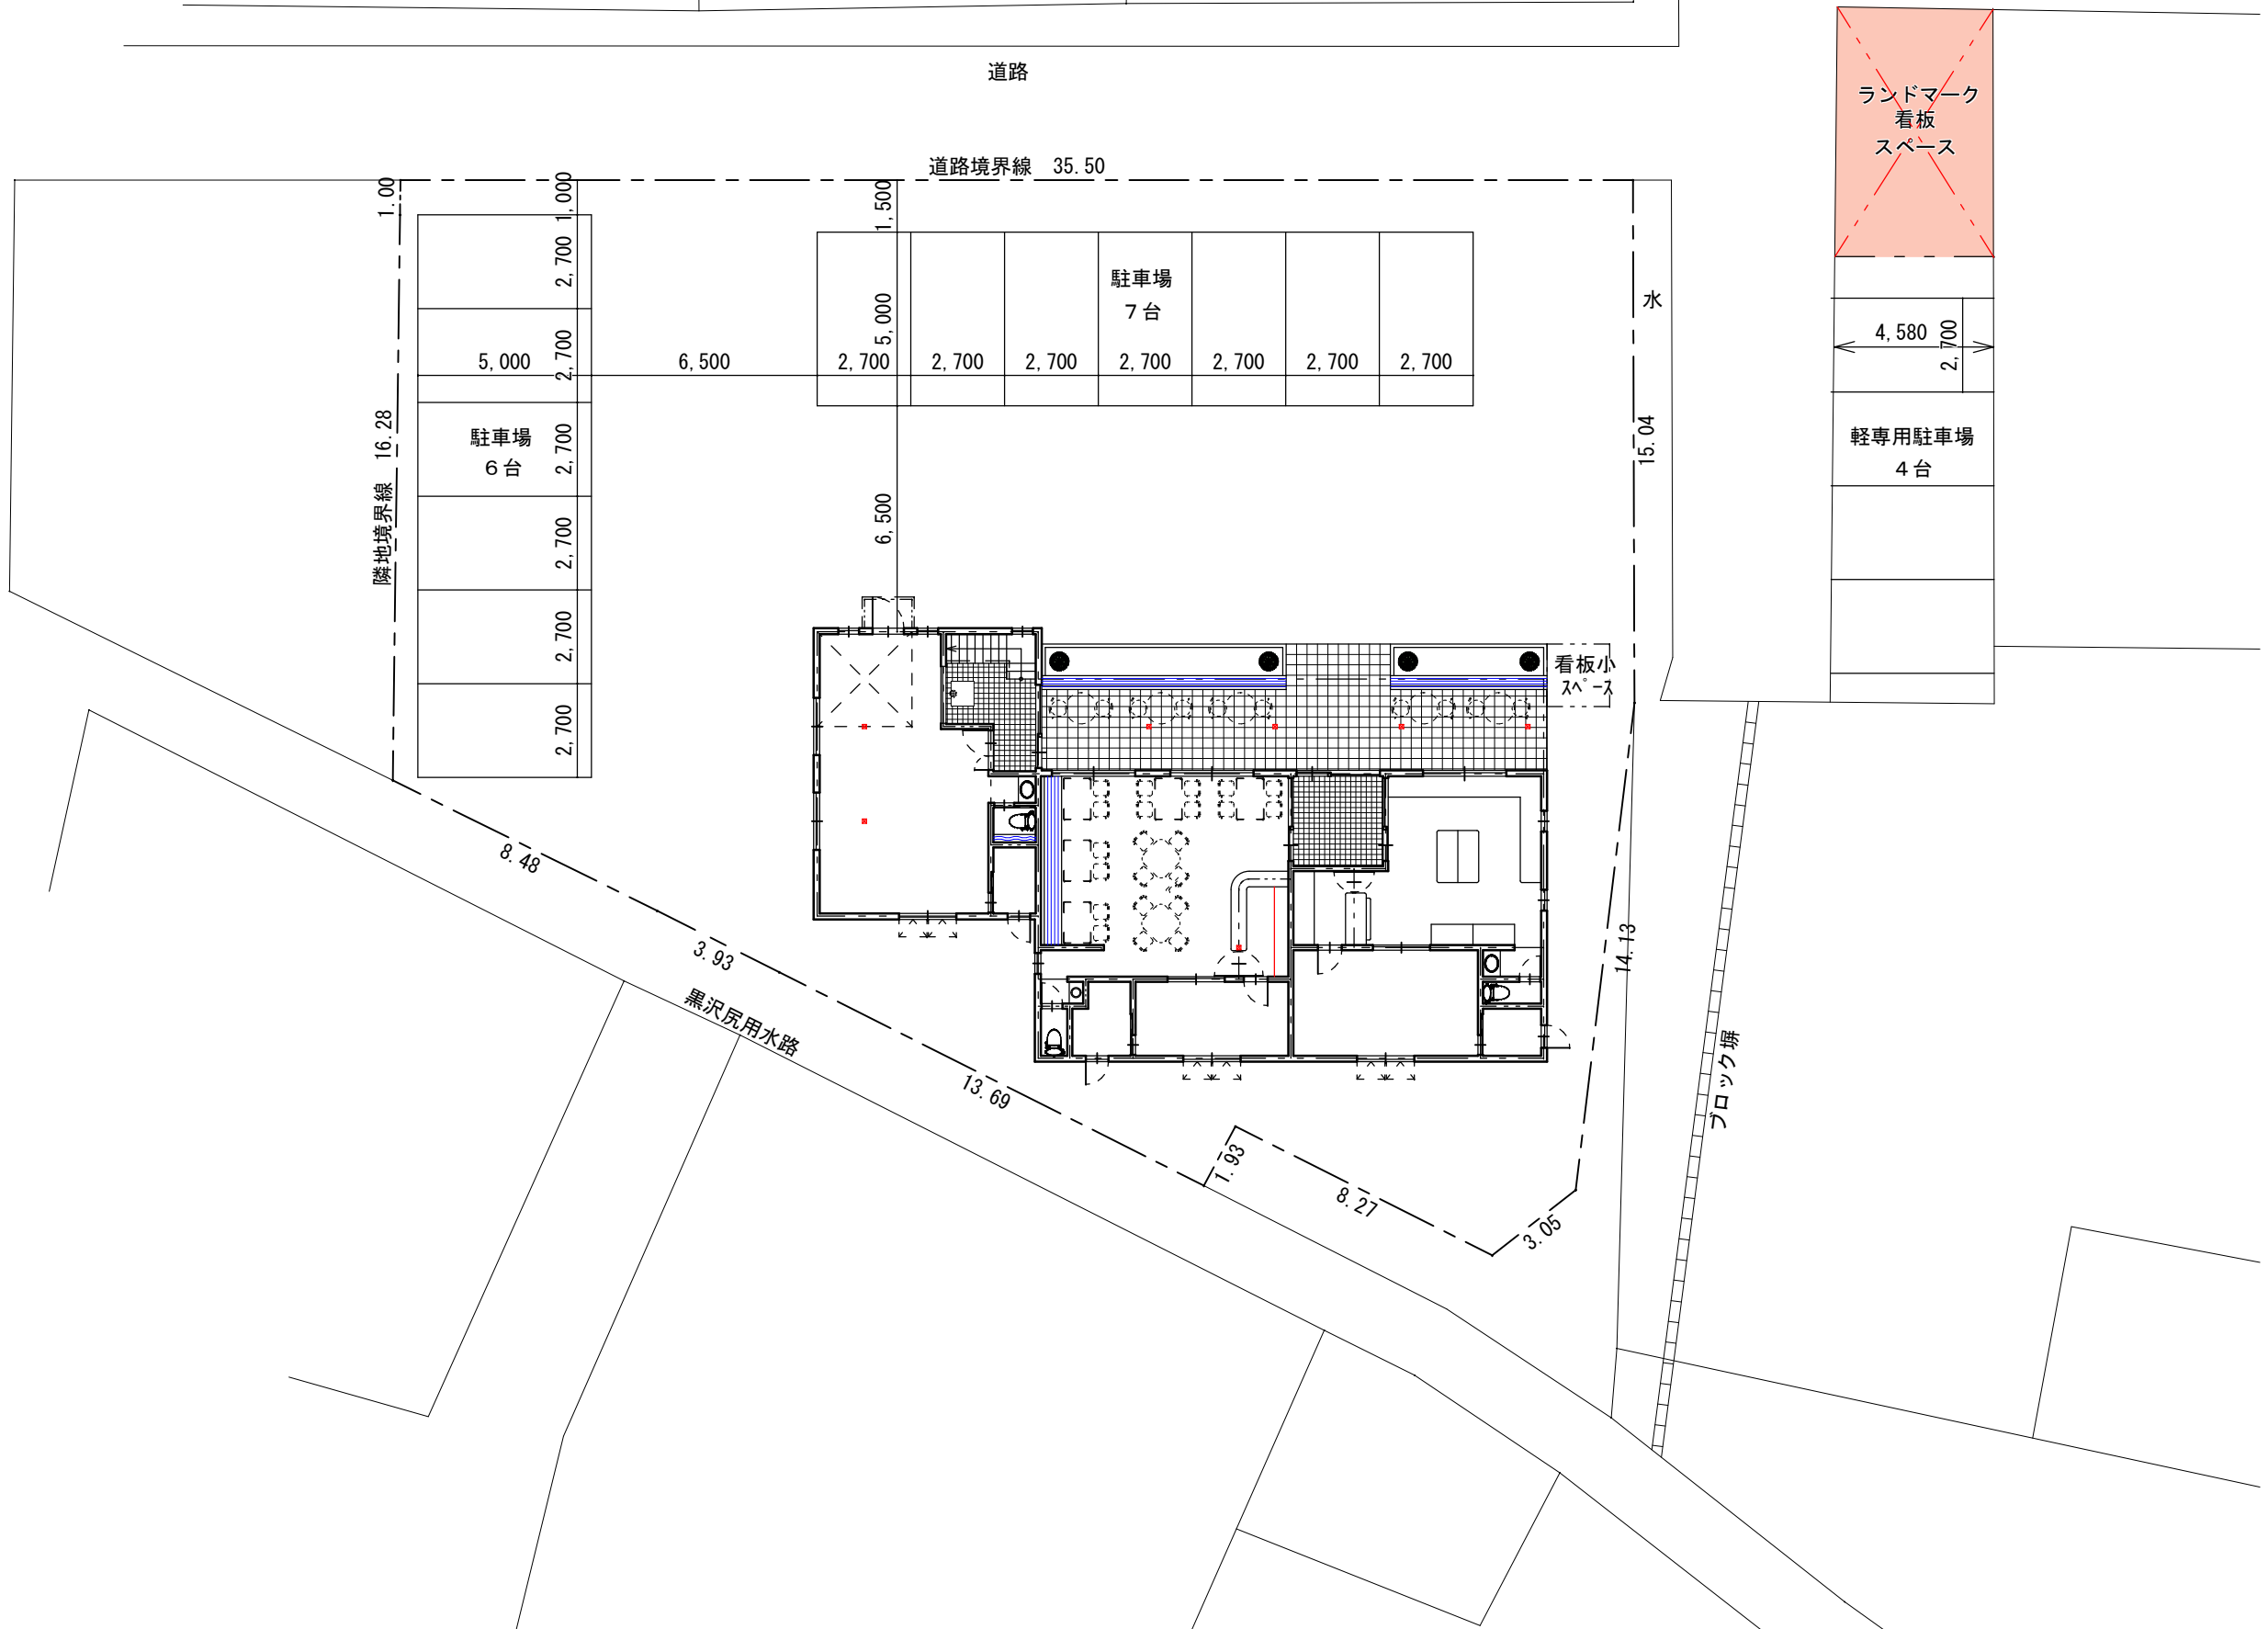 道路
ランドマーク
看板
スペース
道路境界線 35.50
1.00
1,000
1,500
2,700
駐車場
7台
5,000
水
2,700
5,000
6,500
2,700
2,700
2,700
2,700
2,700
2,700
2,700
4,580
2,700
隣地境界線 16.28
駐車場
6台
2,700
15.04
軽専用駐車場
4台
6,500
2,700
2,700
2,700
看板小
スペース
8.48
3.93
14.13
黒沢尻用水路
13.69
ブロック塀
1.93
8.27
3.05